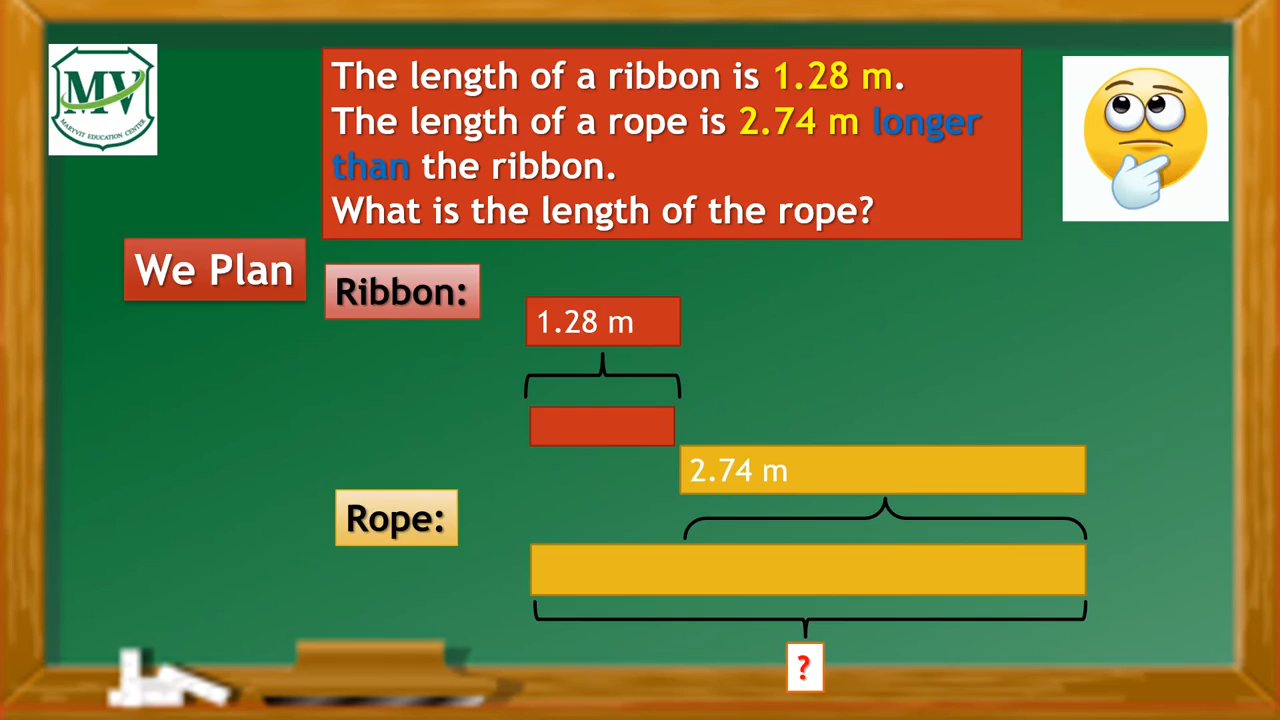 MV
MARYVIT EDUCATION CENTER
The length of a ribbon is 1.28 m.
The length of a rope is 2.74 m longer
than the ribbon.
What is the length of the rope?
We Plan
Ribbon:
1.28 m
2.74 m
Rope:
?